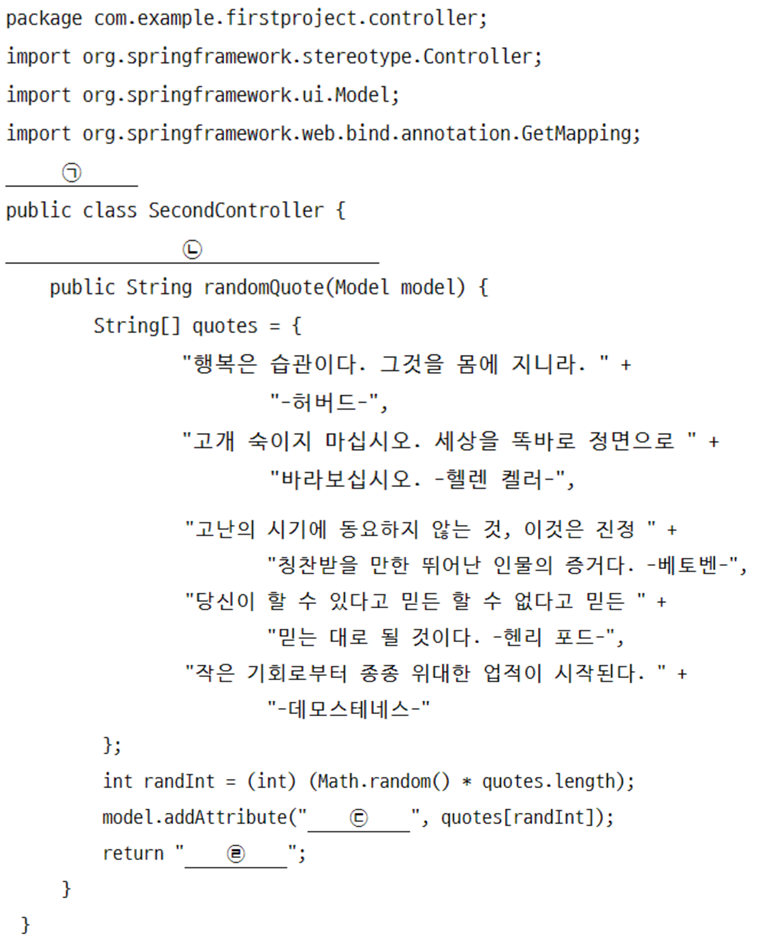 package com.example.firstproject.controller;
import org.springframework.stereotype.Controller;
import org.springframework.ui.Model;
import org.springframework.web.bind.annotation.GetMapping;
㉠
public class SecondController {
㉡
public String randomQuote(Model model) {
String[] quotes = {
"행복은 습관이다. 그것을 몸에 지니라. " +
"-허버드-",
"고개 숙이지 마십시오. 세상을 똑바로 정면으로 " +
"바라보십시오. -헬렌 켈러-",
"고난의 시기에 동요하지 않는 것, 이것은 진정 " +
"칭찬받을 만한 뛰어난 인물의 증거다. -베토벤-",
"당신이 할 수 있다고 믿든 할 수 없다고 믿든 " +
"믿는 대로 될 것이다. -헨리 포드-",
"작은 기회로부터 종종 위대한 업적이 시작된다. " +
"-데모스테네스-"
};
int randInt = (int) (Math.random() * quotes.length);
model.addAttribute("㉢", quotes[randInt]);
return "㉣";
}
}